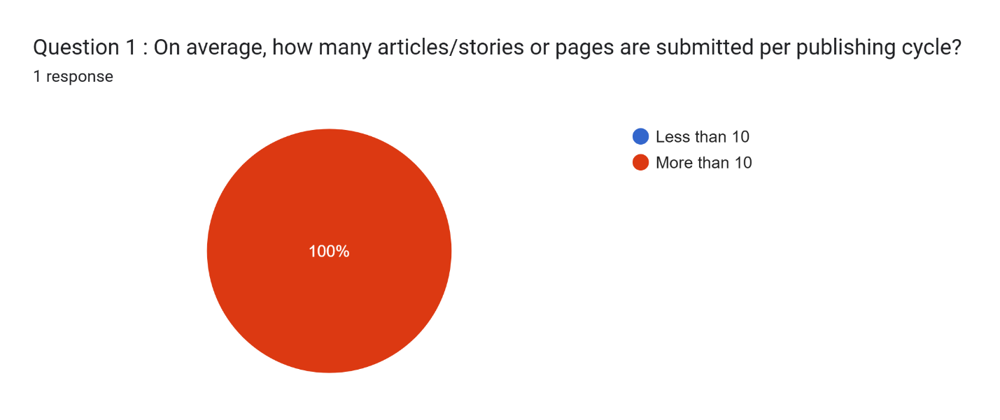 Question 1 : On average, how many articles/stories or pages are submitted per publishing cycle?
1 response
100%
Less than 10
More than 10